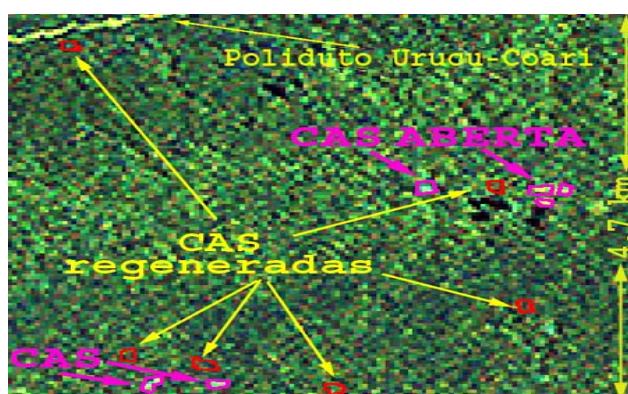 Poliduto Urucu-Coari
CAS ABERTA
CAS
regeneradas
4,7 km
CAS